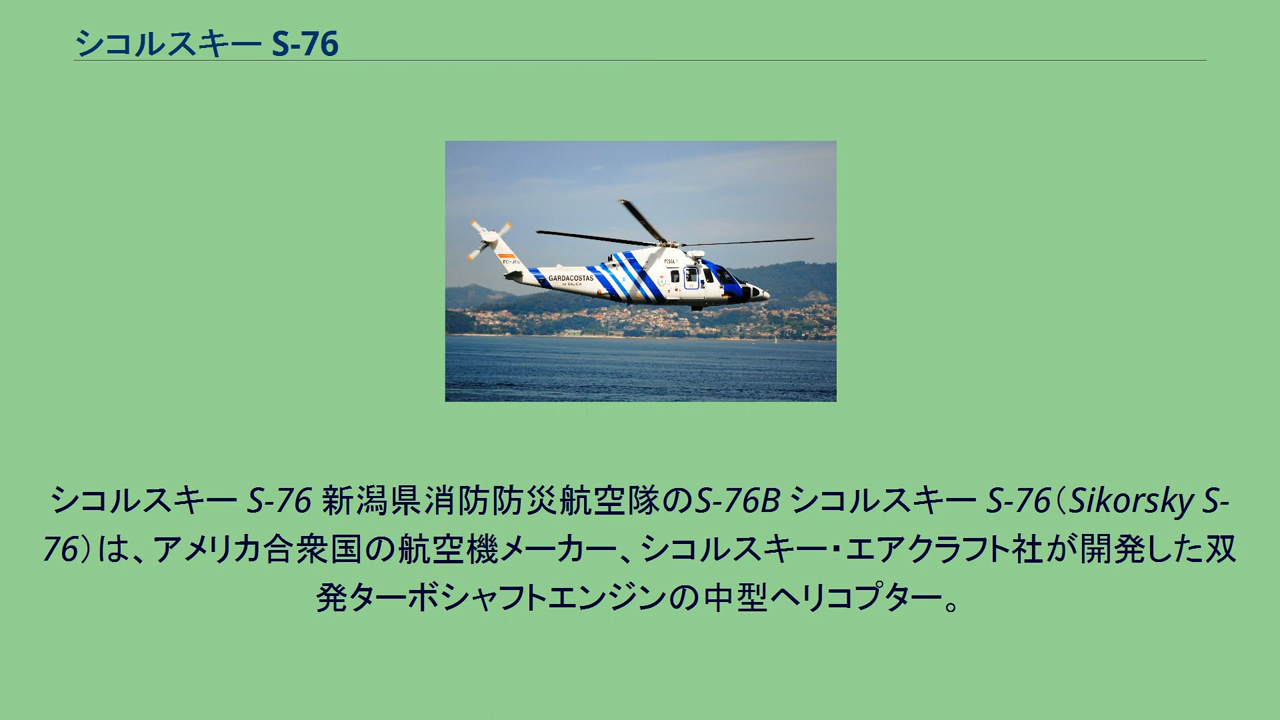 シコルスキー S-76
GARDACOSTAS
シコルスキー S-76 新潟県消防防災航空隊のS-76B シコルスキー S-76（Sikorsky S-
76）は、アメリカ合衆国の航空機メーカー、シコルスキー・エアクラフト社が開発した双
発ターボシャフトエンジンの中型ヘリコプター。